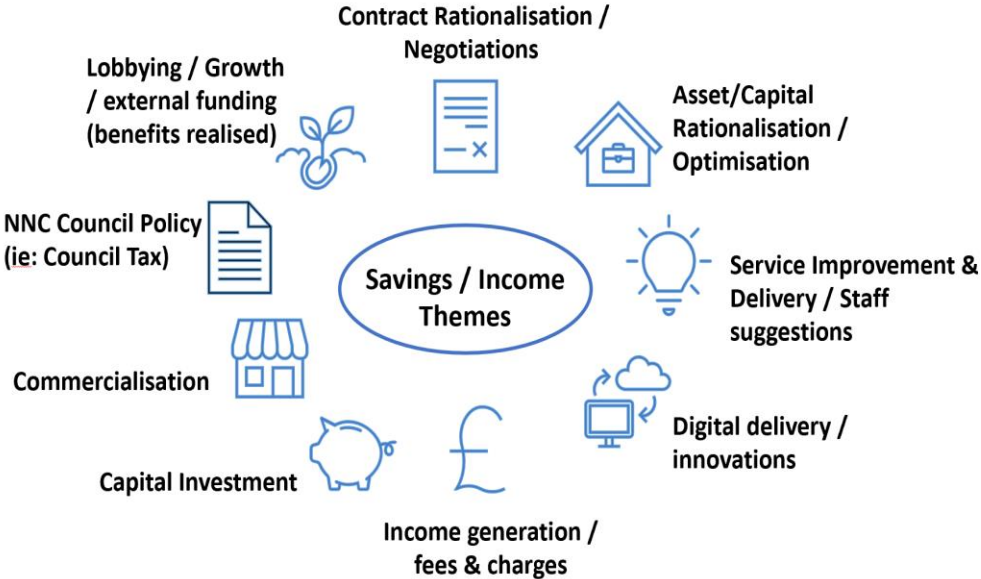 Contract Rationalisation /
Negotiations
Lobbying / Growth
/ external funding
(benefits realised)
Asset/Capital
Rationalisation /
Optimisation
NNC Council Policy
(ie: Council Tax)
Savings / Income
Themes
Service Improvement &
Delivery / Staff
suggestions
Commercialisation
Digital delivery /
innovations
Capital Investment
£
Income generation /
fees & charges